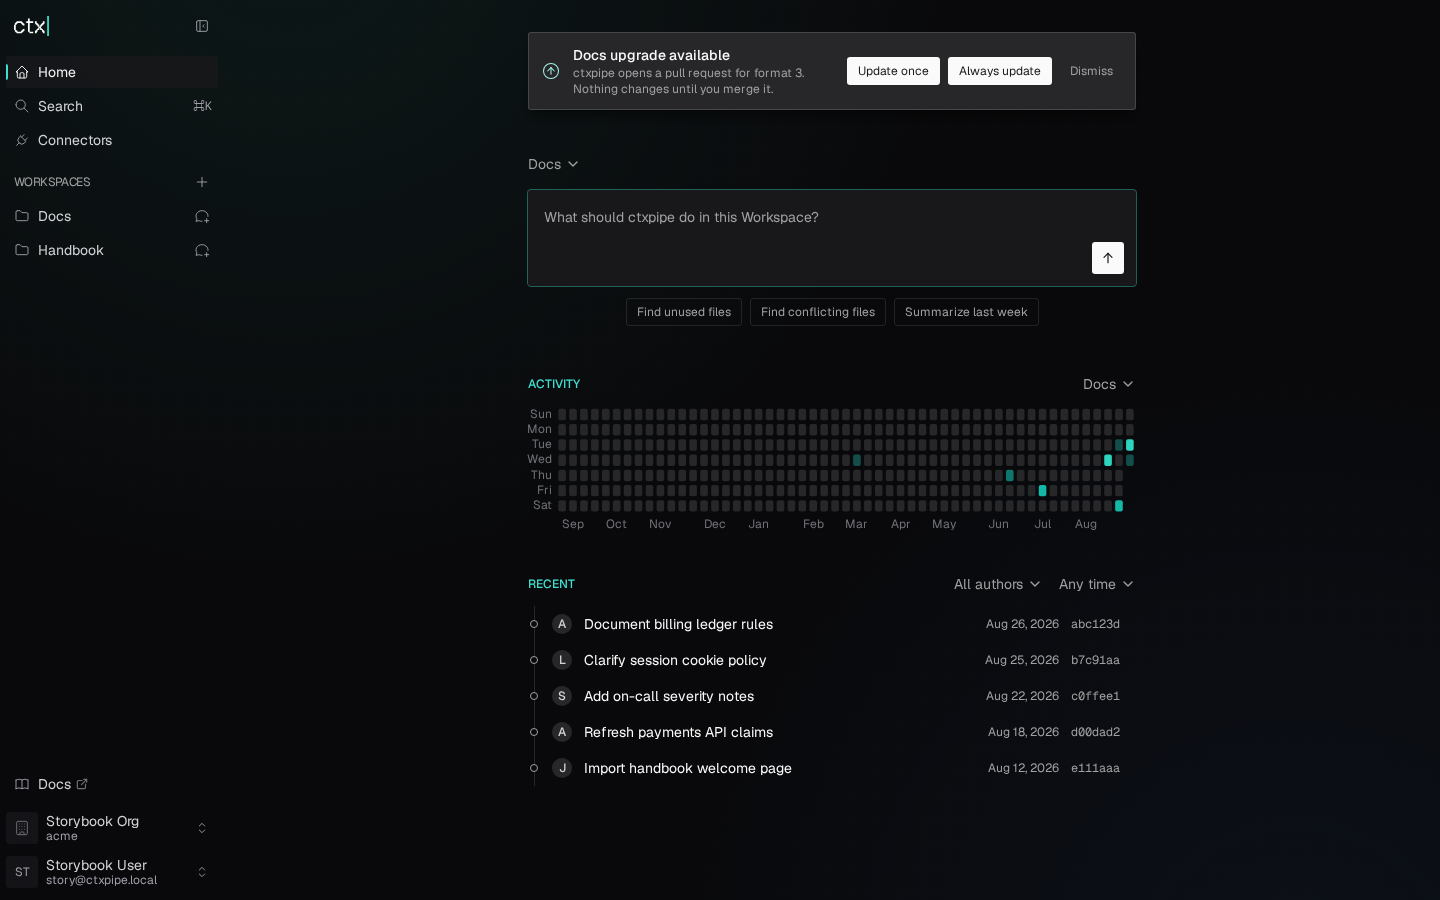 ctx
Home
Search ⌘K
Connectors
WORKSPACES
Docs
Handbook
Docs
Storybook Org
acme
ST
Storybook User
story@ctxpipe.local
Docs upgrade available
ctxpipe opens a pull request for format 3.
Nothing changes until you merge it.
Update once
Always update
Dismiss
Docs
What should ctxpipe do in this Workspace?
Find unused files
Find conflicting files
Summarize last week
ACTIVITY
Docs
Sun
Mon
Tue
Wed
Thu
Fri
Sat
Sep Oct Nov Dec Jan Feb Mar Apr May Jun Jul Aug
RECENT
All authors
Any time
A Document billing ledger rules Aug 26, 2026 abc123d
L Clarify session cookie policy Aug 25, 2026 b7c91aa
S Add on-call severity notes Aug 22, 2026 c0ffee1
A Refresh payments API claims Aug 18, 2026 d00dad2
J Import handbook welcome page Aug 12, 2026 e111aaa